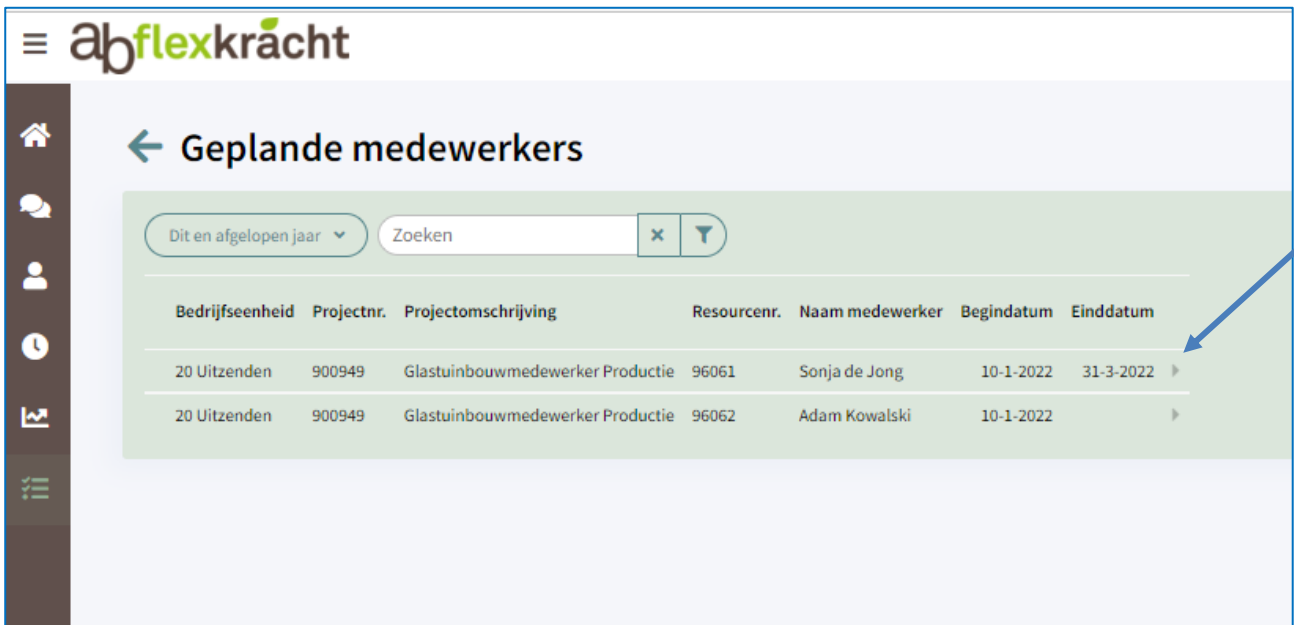 abflexkracht
Geplande medewerkers
Dit en afgelopen jaar Zoeken
Bedrijfseenheid Projectnr. Projectomschrijving Resourcenr. Naam medewerker Begindatum Einddatum
20 Uitzenden 900949 Glastuinbouwmedewerker Productie 96061 Sonja de Jong 10-1-2022 31-3-2022
20 Uitzenden 900949 Glastuinbouwmedewerker Productie 96062 Adam Kowalski 10-1-2022